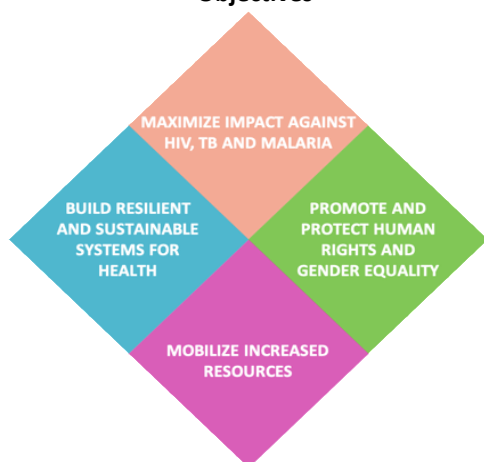 Objectives
MAXIMIZE IMPACT AGAINST
HIV, TB AND MALARIA
BUILD RESILIENT
AND SUSTAINABLE
SYSTEMS FOR
HEALTH
PROMOTE AND
PROTECT HUMAN
RIGHTS AND
GENDER EQUALITY
MOBILIZE INCREASED
RESOURCES